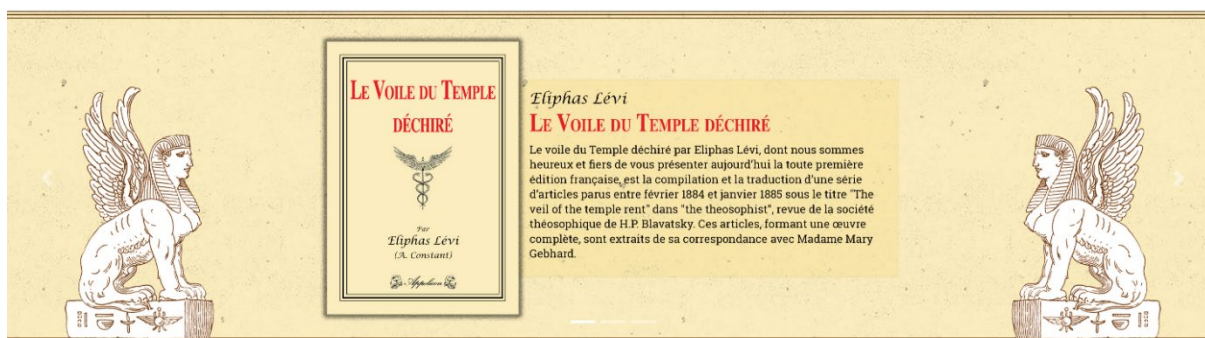 LE VOILE DU TEMPLE
DÉCHIRÉ
Par
Eliphas Lévi
(A. Constant)
Eliphas Lévi
LE VOILE DU TEMPLE DÉCHIRÉ
Le voile du Temple déchiré par Eliphas Lévi, dont nous sommes
heureux et fiers de vous présenter aujourd'hui la toute première
édition française, est la compilation et la traduction d'une série
d'articles parus entre février 1884 et janvier 1885 sous le titre "The
veil of the temple rent" dans "the theosophist", revue de la société
théosophique de H.P. Blavatsky. Ces articles, formant une œuvre
complète, sont extraits de sa correspondance avec Madame Mary
Gebhard.